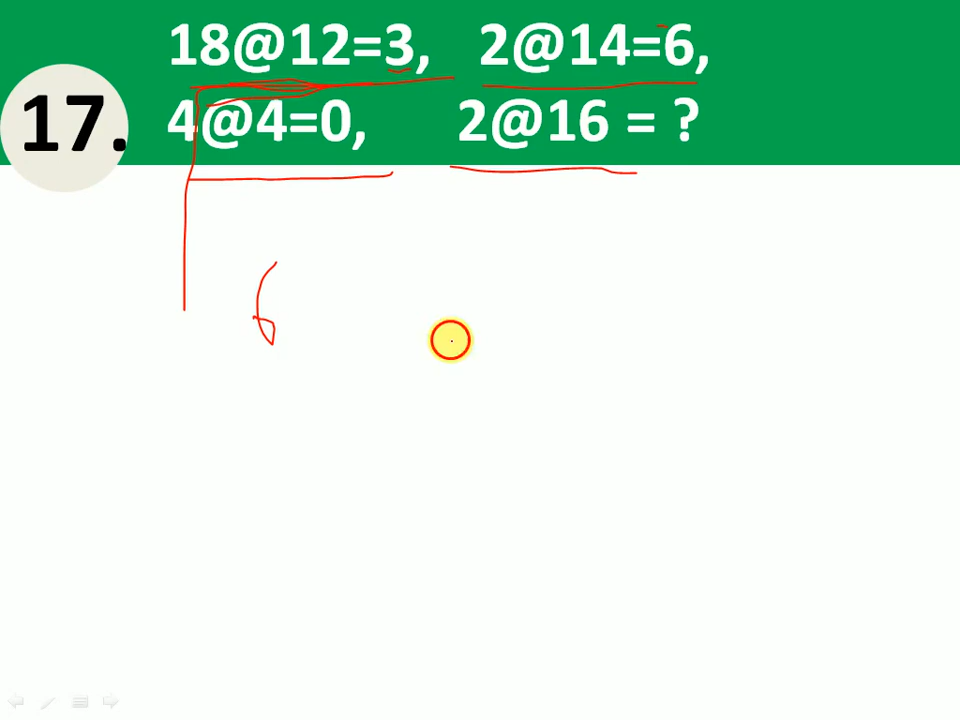 18@12=3, 2@14=6,
17. 4@4=0, 2@16 = ?